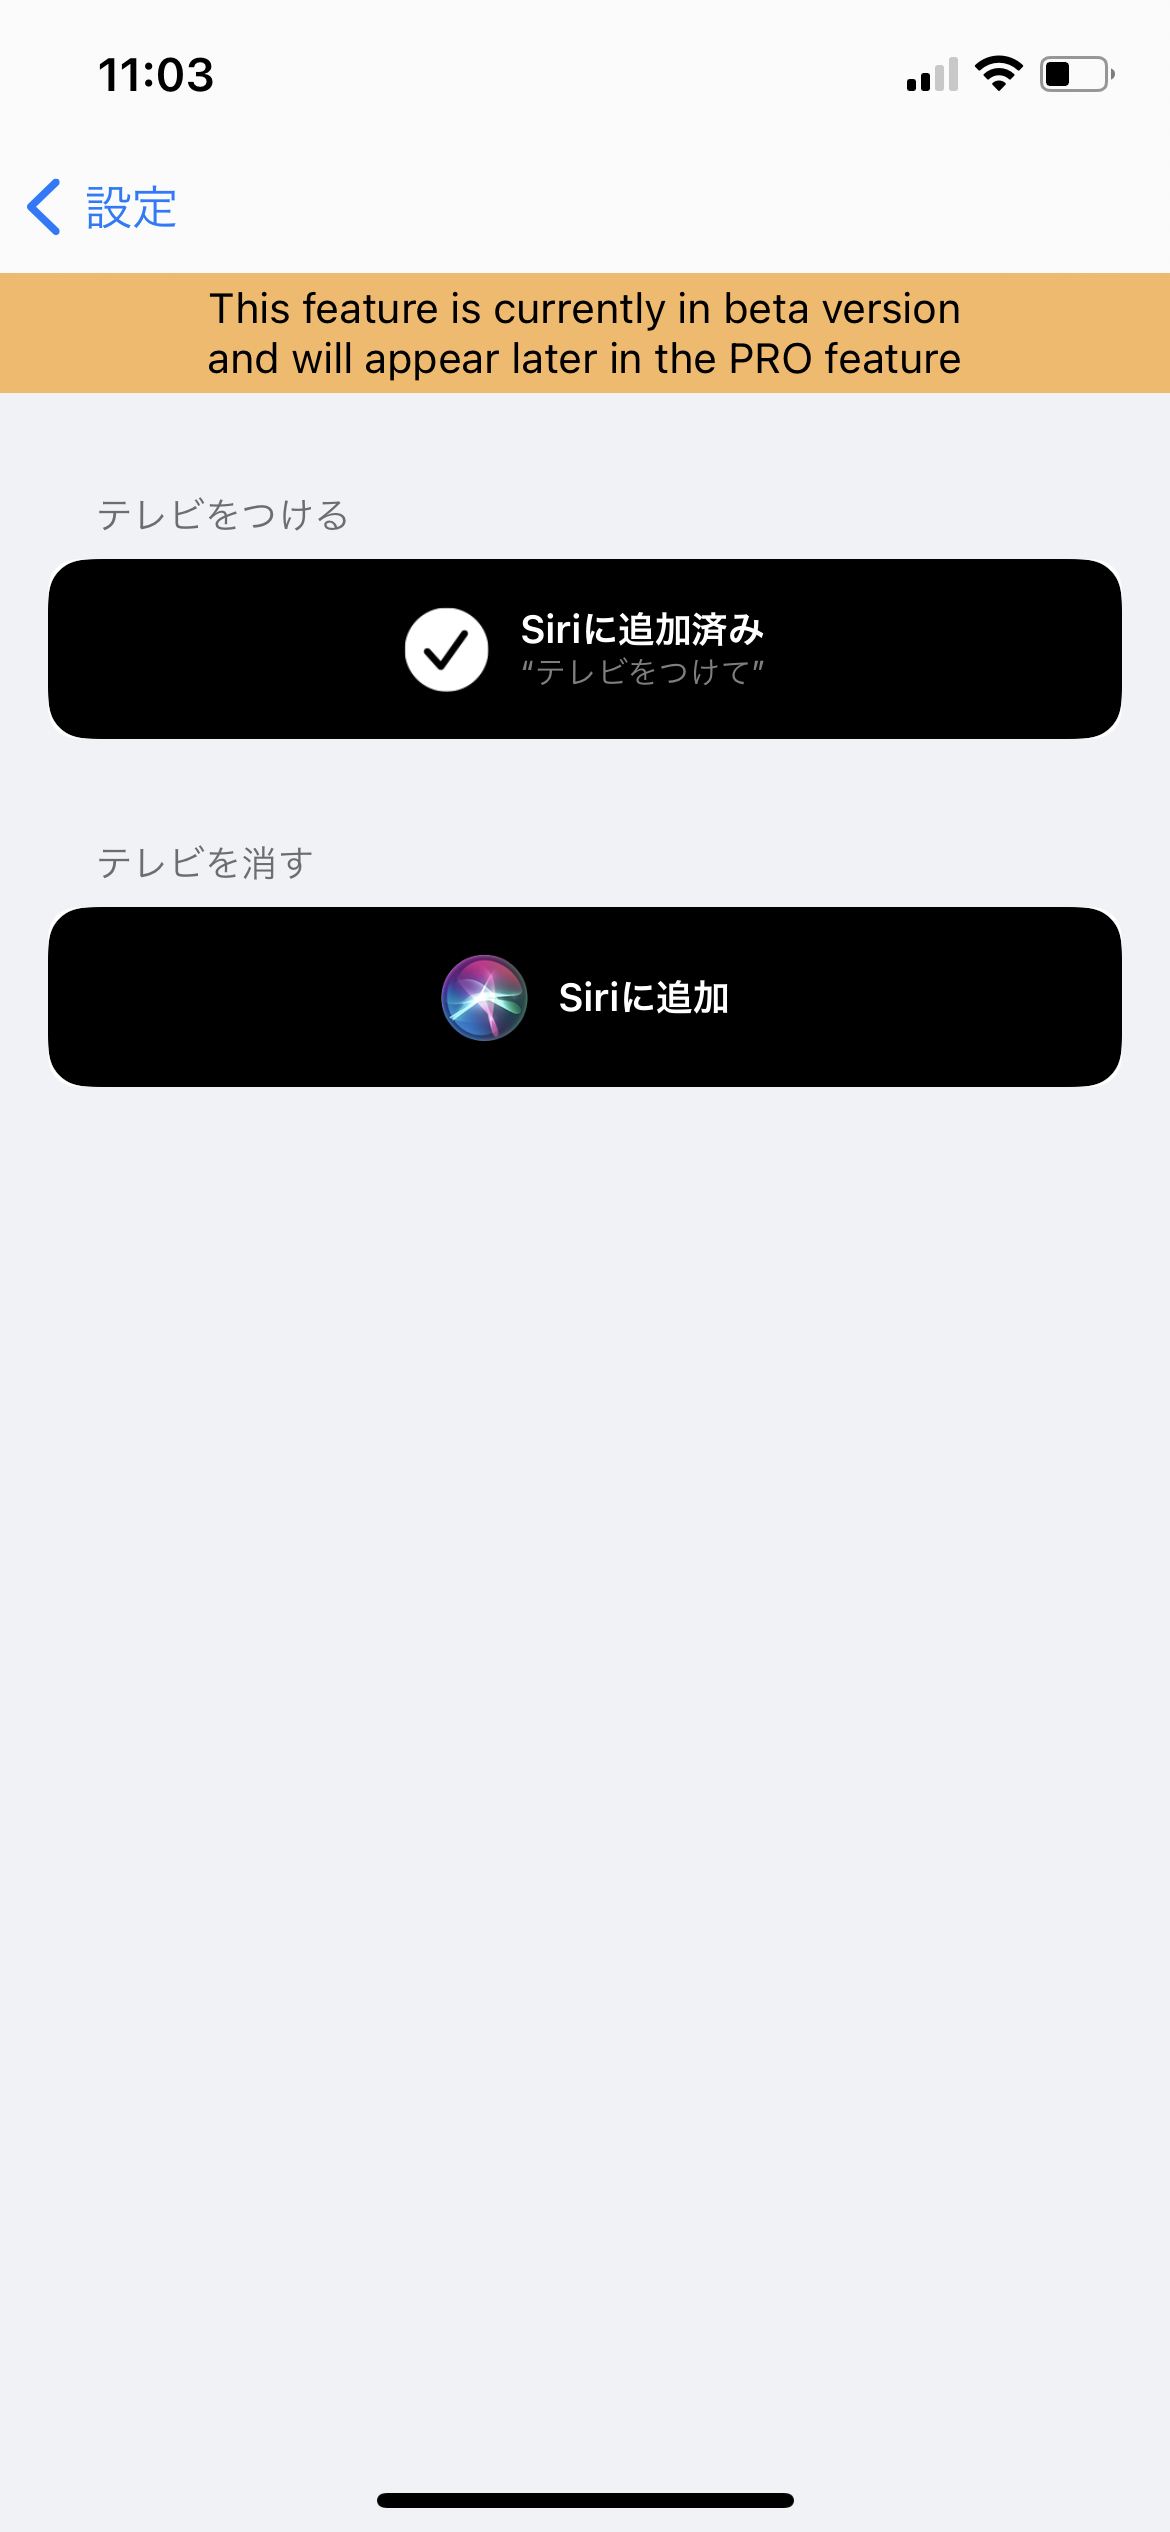 11:03
設定
This feature is currently in beta version
and will appear later in the PRO feature
テレビをつける
Siriに追加済み
“テレビをつけて”
テレビを消す
Siriに追加